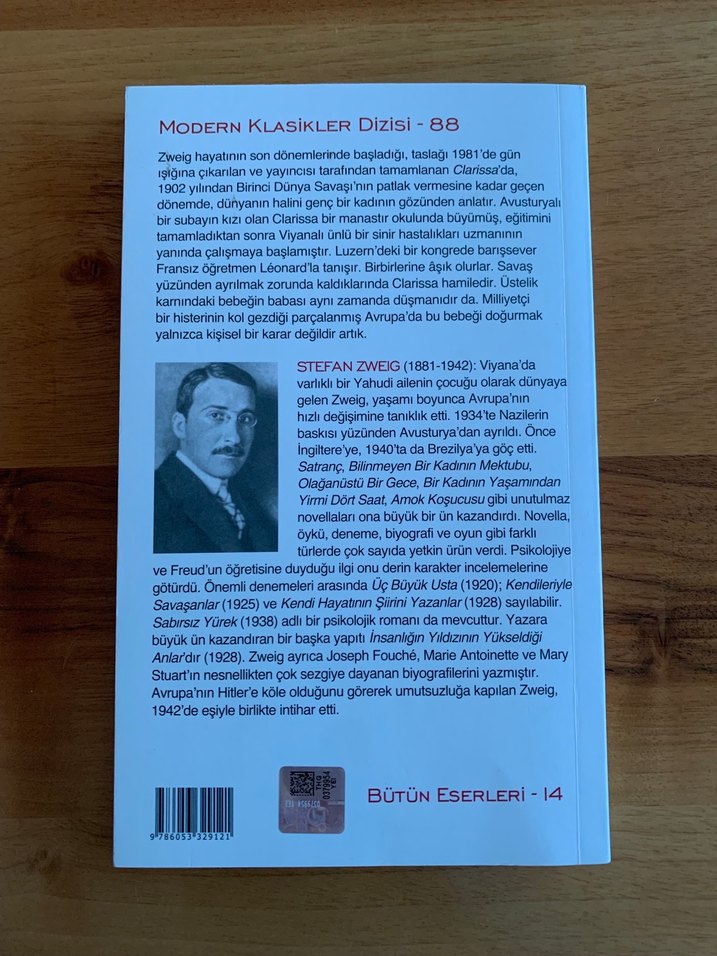 MODERN KLASİKLER DİZİSİ - 88
Zweig hayatının son dönemlerinde başladığı, taslağı 1981'de gün
ışığına çıkarılan ve yayıncısı tarafından tamamlanan Clarissa'da,
1902 yılından Birinci Dünya Savaşı'nın patlak vermesine kadar geçen
dönemde, dünyanın halini genç bir kadının gözünden anlatır. Avusturyalı
bir subayın kızı olan Clarissa bir manastır okulunda büyümüş, eğitimini
tamamladıktan sonra Viyanalı ünlü bir sinir hastalıkları uzmanının
yanında çalışmaya başlamıştır. Luzern'deki bir kongrede barışsever
Fransız öğretmen Léonard'la tanışır. Birbirlerine âşık olurlar. Savaş
yüzünden ayrılmak zorunda kaldıklarında Clarissa hamiledir. Üstelik
karnındaki bebeğin babası aynı zamanda düşmanıdır da. Milliyetçi
bir histerinin kol gezdiği parçalanmış Avrupa'da bu bebeği doğurmak
yalnızca kişisel bir karar değildir artık.
STEFAN ZWEIG (1881-1942): Viyana'da
varlıklı bir Yahudi ailenin çocuğu olarak dünyaya
gelen Zweig, yaşamı boyunca Avrupa'nın
hızlı değişimine tanıklık etti. 1934'te Nazilerin
baskısı yüzünden Avusturya'dan ayrıldı. Önce
İngiltere'ye, 1940'ta da Brezilya'ya göç etti.
Satranç, Bilinmeyen Bir Kadının Mektubu,
Olağanüstü Bir Gece, Bir Kadının Yaşamından
Yirmi Dört Saat, Amok Koşucusu gibi unutulmaz
novellaları ona büyük bir ün kazandırdı. Novella,
öykü, deneme, biyografi ve oyun gibi farklı
türlerde çok sayıda yetkin ürün verdi. Psikolojiye
ve Freud'un öğretisine duyduğu ilgi onu derin karakter incelemelerine
götürdü. Önemli denemeleri arasında Üç Büyük Usta (1920); Kendileriyle
Savaşanlar (1925) ve Kendi Hayatının Şiirini Yazanlar (1928) sayılabilir.
Sabırsız Yürek (1938) adlı bir psikolojik romanı da mevcuttur. Yazara
büyük ün kazandıran bir başka yapıtı İnsanlığın Yıldızının Yükseldiği
Anlar'dır (1928). Zweig ayrıca Joseph Fouché, Marie Antoinette ve Mary
Stuart'ın nesnellikten çok sezgiye dayanan biyografilerini yazmıştır.
Avrupa'nın Hitler'e köle olduğunu görerek umutsuzluğa kapılan Zweig,
1942'de eşiyle birlikte intihar etti.
9 786053 329121
THG
0379954
Y61
BÜTÜN ESERLERİ - 14